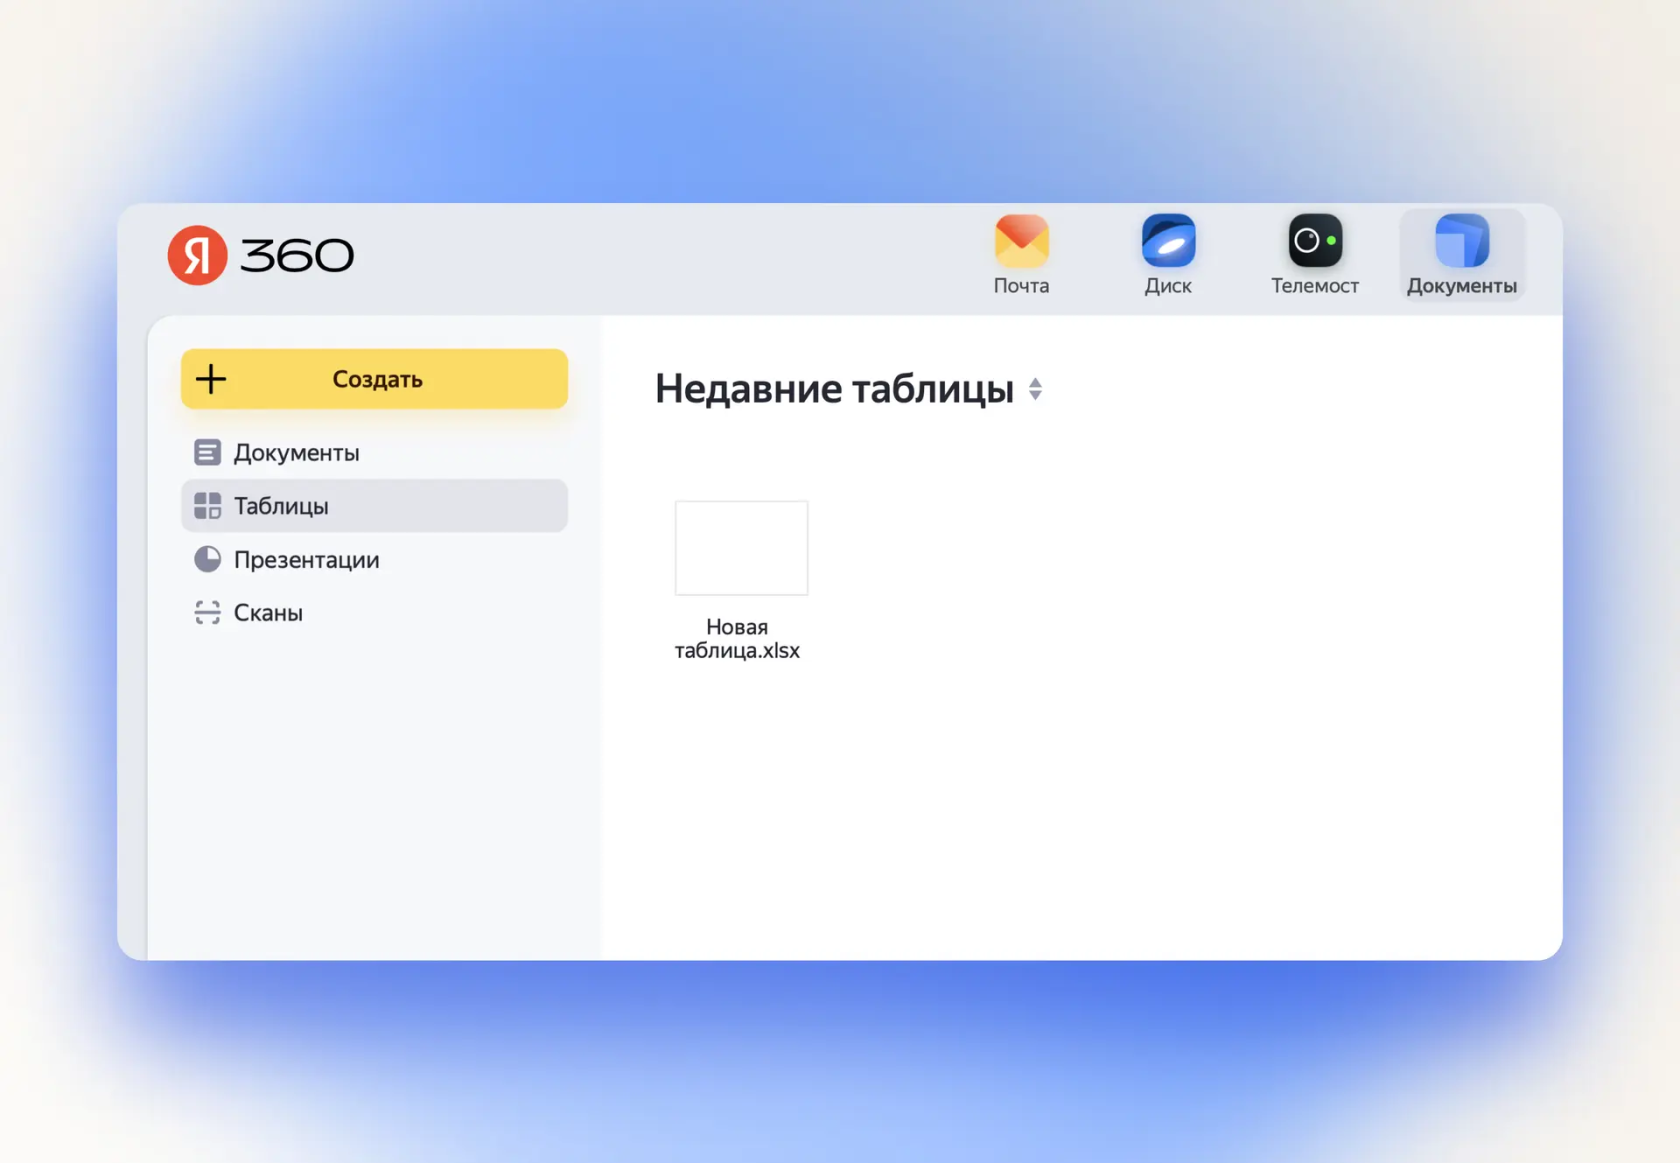 Я 360
Почта
Диск
Телемост
Документы
Создать
Документы
Таблицы
Презентации
Сканы
Недавние таблицы
Новая
таблица.xlsx